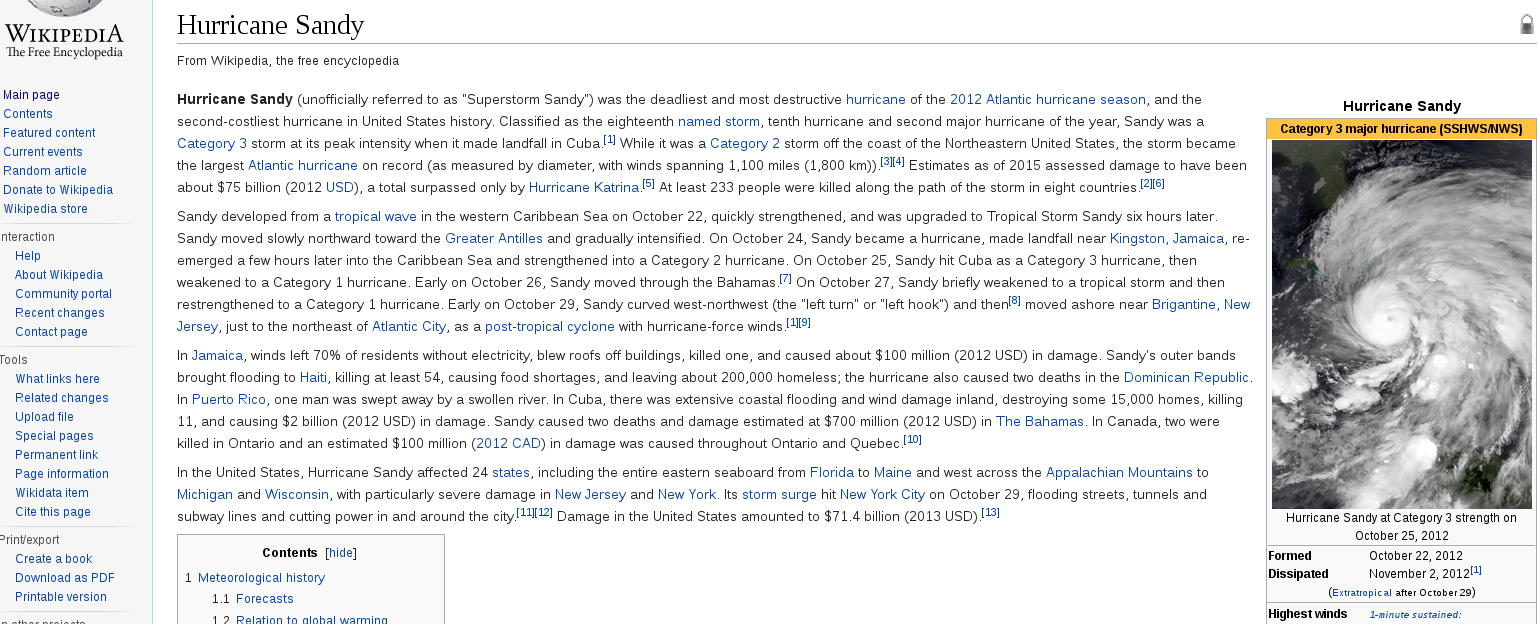 WIKIPEDIA
The Free Encyclopedia
Main page
Contents
Featured content
Current events
Random article
Donate to Wikipedia
Wikipedia store
nteraction
Help
About Wikipedia
Community portal
Recent changes
Contact page
Tools
What links here
Related changes
Upload file
Special pages
Permanent link
Page information
Wikidata item
Cite this page
Print/export
Create a book
Download as PDF
Printable version
n other projects
Hurricane Sandy
From Wikipedia, the free encyclopedia
Hurricane Sandy (unofficially referred to as "Superstorm Sandy") was the deadliest and most destructive hurricane of the 2012 Atlantic hurricane season, and the
second-costliest hurricane in United States history. Classified as the eighteenth named storm, tenth hurricane and second major hurricane of the year, Sandy was a
Category 3 storm at its peak intensity when it made landfall in Cuba.[1] While it was a Category 2 storm off the coast of the Northeastern United States, the storm became
the largest Atlantic hurricane on record (as measured by diameter, with winds spanning 1,100 miles (1,800 km)).[3][4] Estimates as of 2015 assessed damage to have been
about $75 billion (2012 USD), a total surpassed only by Hurricane Katrina.[5] At least 233 people were killed along the path of the storm in eight countries.[2][6]
Sandy developed from a tropical wave in the western Caribbean Sea on October 22, quickly strengthened, and was upgraded to Tropical Storm Sandy six hours later.
Sandy moved slowly northward toward the Greater Antilles and gradually intensified. On October 24, Sandy became a hurricane, made landfall near Kingston, Jamaica, re-
emerged a few hours later into the Caribbean Sea and strengthened into a Category 2 hurricane. On October 25, Sandy hit Cuba as a Category 3 hurricane, then
weakened to a Category 1 hurricane. Early on October 26, Sandy moved through the Bahamas.[7] On October 27, Sandy briefly weakened to a tropical storm and then
restrengthened to a Category 1 hurricane. Early on October 29, Sandy curved west-northwest (the "left turn" or "left hook") and then[8] moved ashore near Brigantine, New
Jersey, just to the northeast of Atlantic City, as a post-tropical cyclone with hurricane-force winds.[1][9]
In Jamaica, winds left 70% of residents without electricity, blew roofs off buildings, killed one, and caused about $100 million (2012 USD) in damage. Sandy's outer bands
brought flooding to Haiti, killing at least 54, causing food shortages, and leaving about 200,000 homeless; the hurricane also caused two deaths in the Dominican Republic.
In Puerto Rico, one man was swept away by a swollen river. In Cuba, there was extensive coastal flooding and wind damage inland, destroying some 15,000 homes, killing
11, and causing $2 billion (2012 USD) in damage. Sandy caused two deaths and damage estimated at $700 million (2012 USD) in The Bahamas. In Canada, two were
killed in Ontario and an estimated $100 million (2012 CAD) in damage was caused throughout Ontario and Quebec.[10]
In the United States, Hurricane Sandy affected 24 states, including the entire eastern seaboard from Florida to Maine and west across the Appalachian Mountains to
Michigan and Wisconsin, with particularly severe damage in New Jersey and New York. Its storm surge hit New York City on October 29, flooding streets, tunnels and
subway lines and cutting power in and around the city.[11][12] Damage in the United States amounted to $71.4 billion (2013 USD).[13]
Contents [hide]
1 Meteorological history
1.1 Forecasts
1.2 Relation to global warming
Hurricane Sandy
Category 3 major hurricane (SSHWS/NWS)
Hurricane Sandy at Category 3 strength on
October 25, 2012
Formed October 22, 2012
Dissipated November 2, 2012[1]
(Extratropical after October 29)
Highest winds 1-minute sustained: